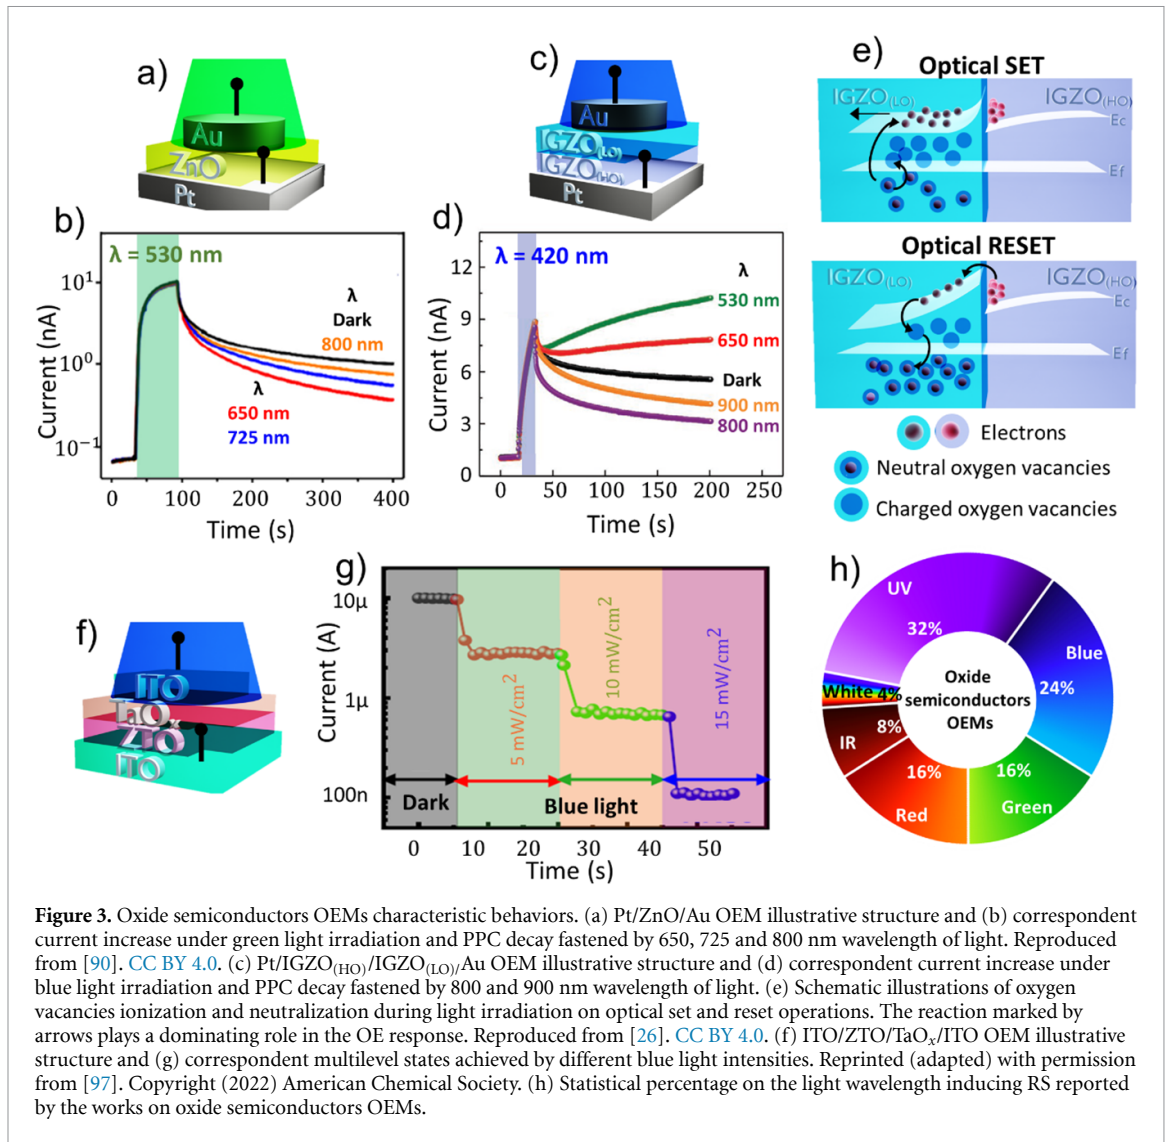 a)
Au
ZnO
Pt
b)
λ = 530 nm
λ
Dark
800 nm
λ
650 nm
725 nm
10¹
10⁰
10⁻¹
Current (nA)
0 100 200 300 400
Time (s)
c)
Au
IGZO(LO)
IGZO(HO)
Pt
d)
λ = 420 nm
λ
530 nm
650 nm
Dark
900 nm
800 nm
12
9
6
3
0
Current (nA)
0 50 100 150 200 250
Time (s)
e)
Optical SET
IGZO(LO)
IGZO(HO)
Ec
Ef
Optical RESET
IGZO(LO)
IGZO(HO)
Ec
Ef
Electrons
Neutral oxygen vacancies
Charged oxygen vacancies
f)
ITO
TaOx
ZTO
ITO
g)
10μ
1μ
100n
Current (A)
5 mW/cm²
10 mW/cm²
15 mW/cm²
Dark
Blue light
0 10 20 30 40 50
Time (s)
h)
UV
32%
Blue
24%
White 4%
IR
8%
16%
Red
16%
Green
Oxide
semiconductors
OEMs
Figure 3. Oxide semiconductors OEMs characteristic behaviors. (a) Pt/ZnO/Au OEM illustrative structure and (b) correspondent
current increase under green light irradiation and PPC decay fastened by 650, 725 and 800 nm wavelength of light. Reproduced
from [90]. CC BY 4.0. (c) Pt/IGZO(HO)/IGZO(LO)/Au OEM illustrative structure and (d) correspondent current increase under
blue light irradiation and PPC decay fastened by 800 and 900 nm wavelength of light. (e) Schematic illustrations of oxygen
vacancies ionization and neutralization during light irradiation on optical set and reset operations. The reaction marked by
arrows plays a dominating role in the OE response. Reproduced from [26]. CC BY 4.0. (f) ITO/ZTO/TaOx/ITO OEM illustrative
structure and (g) correspondent multilevel states achieved by different blue light intensities. Reprinted (adapted) with permission
from [97]. Copyright (2022) American Chemical Society. (h) Statistical percentage on the light wavelength inducing RS reported
by the works on oxide semiconductors OEMs.